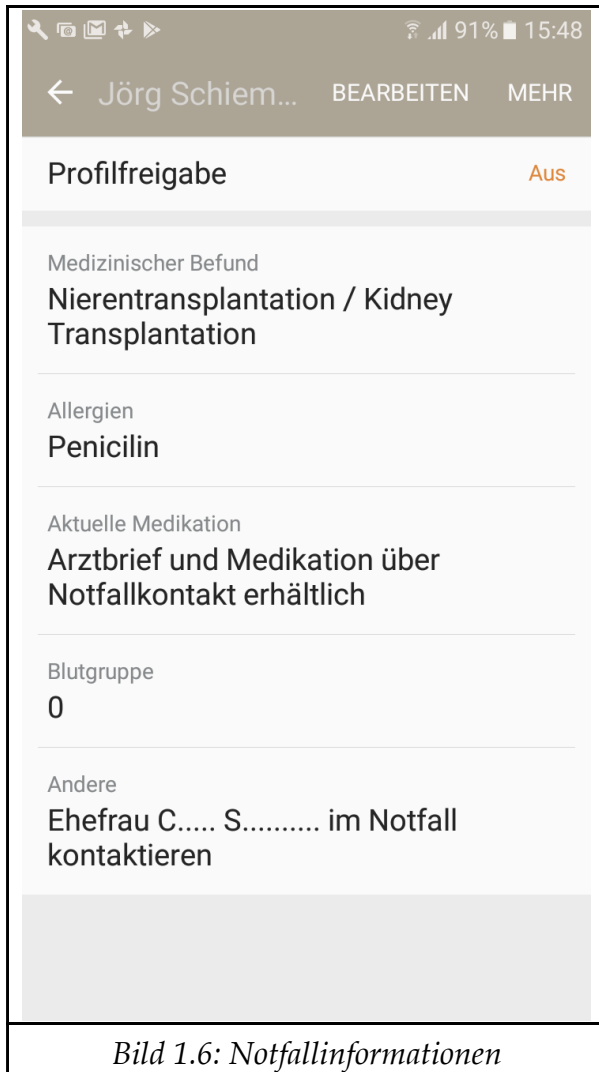 91% 15:48
Jörg Schiem... BEARBEITEN MEHR
Profilfreigabe Aus
Medizinischer Befund
Nierentransplantation / Kidney
Transplantation
Allergien
Penicilin
Aktuelle Medikation
Arztbrief und Medikation über
Notfallkontakt erhältlich
Blutgruppe
0
Andere
Ehefrau C..... S.......... im Notfall
kontaktieren
Bild 1.6: Notfallinformationen